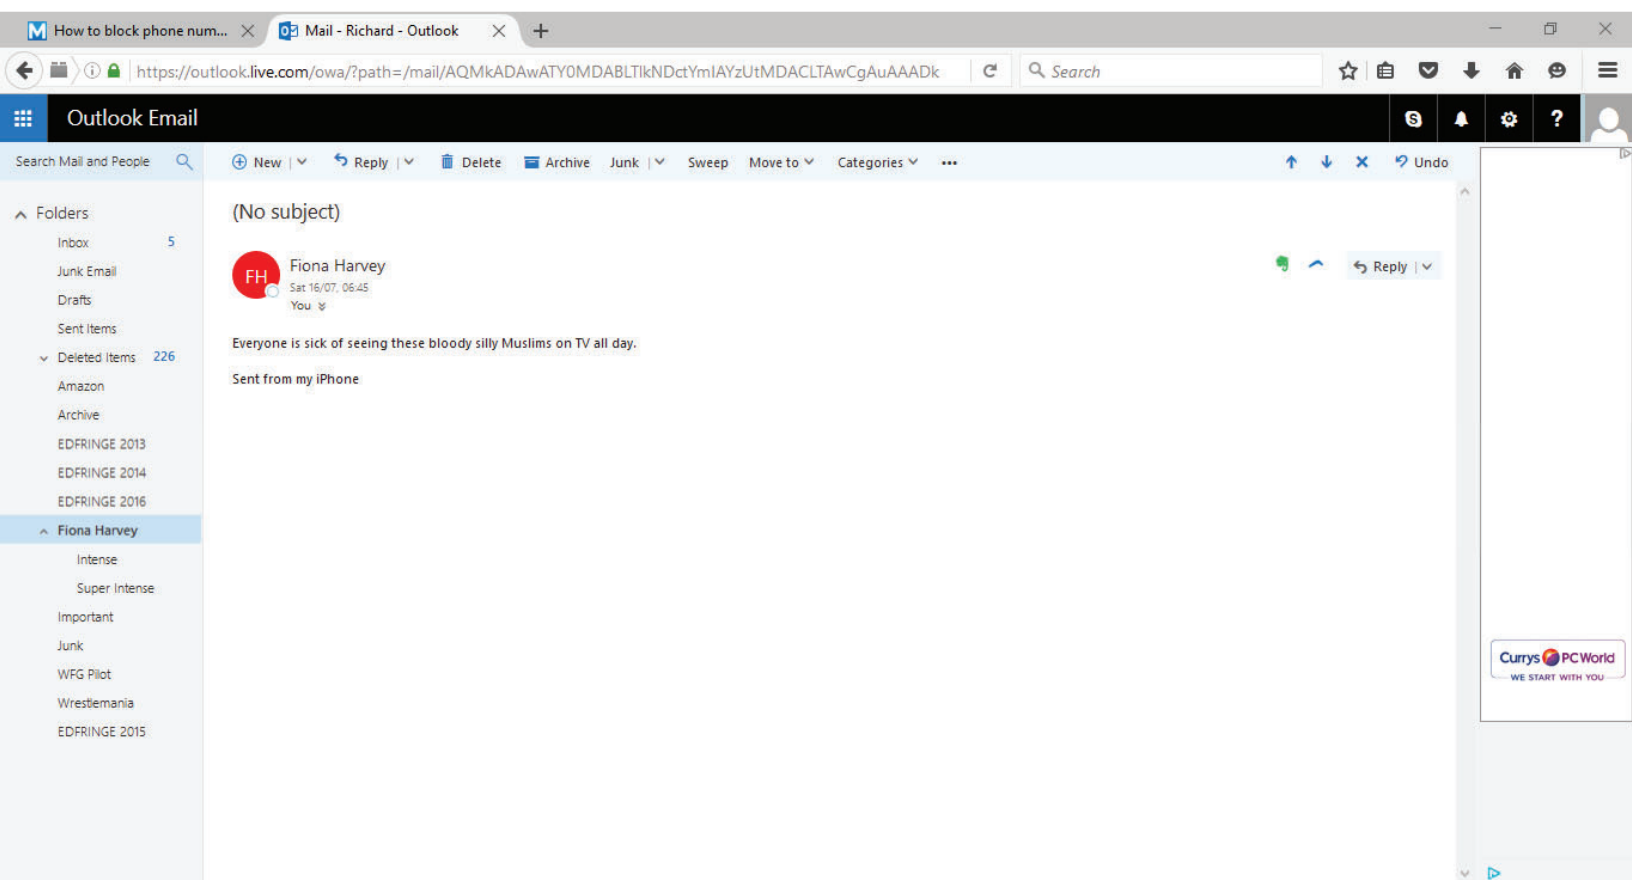 How to block phone num...
Mail - Richard - Outlook
https://outlook.live.com/owa/?path=/mail/AQMkADAwATY0MDABLTlkNDctYmIAYzUtMDACLTAwCgAuAAADk
Search
Outlook Email
?
Search Mail and People
New
Reply
Delete
Archive
Junk
Sweep
Move to
Categories
Undo
Folders
Inbox 5
Junk Email
Drafts
Sent Items
Deleted Items 226
Amazon
Archive
EDFRINGE 2013
EDFRINGE 2014
EDFRINGE 2016
Fiona Harvey
Intense
Super Intense
Important
Junk
WFG Pilot
Wrestlemania
EDFRINGE 2015
(No subject)
FH
Fiona Harvey
Sat 16/07, 06:45
You
Reply
Everyone is sick of seeing these bloody silly Muslims on TV all day.
Sent from my iPhone
Currys PC World
WE START WITH YOU